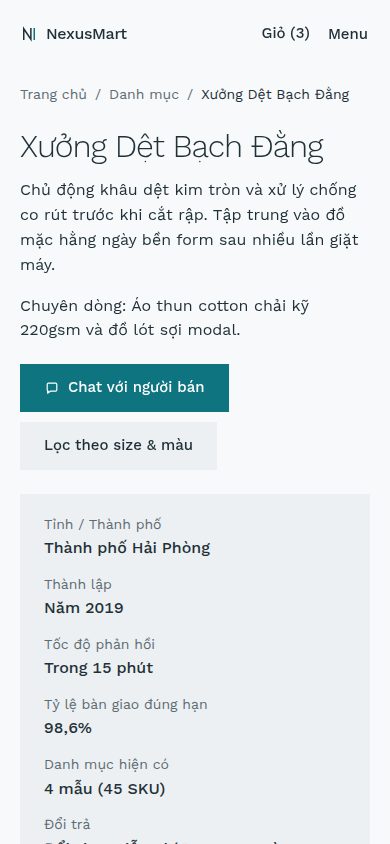 NexusMart Giỏ (3) Menu
Trang chủ / Danh mục / Xưởng Dệt Bạch Đằng
Xưởng Dệt Bạch Đằng
Chủ động khâu dệt kim tròn và xử lý chống
co rút trước khi cắt rập. Tập trung vào đồ
mặc hằng ngày bền form sau nhiều lần giặt
máy.
Chuyên dòng: Áo thun cotton chải kỹ
220gsm và đồ lót sợi modal.
Chat với người bán
Lọc theo size & màu
Tỉnh / Thành phố
Thành phố Hải Phòng
Thành lập
Năm 2019
Tốc độ phản hồi
Trong 15 phút
Tỷ lệ bàn giao đúng hạn
98,6%
Danh mục hiện có
4 mẫu (45 SKU)
Đổi trả